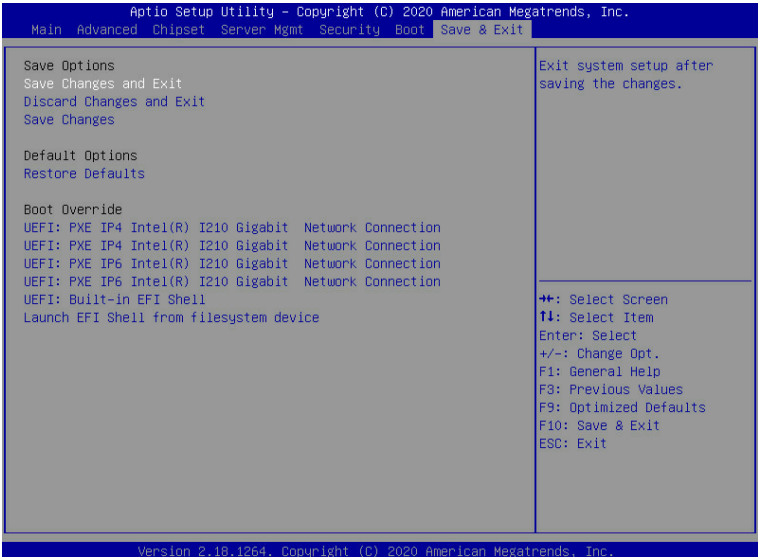 Aptio Setup Utility – Copyright (C) 2020 American Megatrends, Inc.
Main Advanced Chipset Server Mgmt Security Boot Save & Exit
Save Options
Save Changes and Exit
Discard Changes and Exit
Save Changes
Default Options
Restore Defaults
Boot Override
UEFI: PXE IP4 Intel(R) I210 Gigabit Network Connection
UEFI: PXE IP4 Intel(R) I210 Gigabit Network Connection
UEFI: PXE IP6 Intel(R) I210 Gigabit Network Connection
UEFI: PXE IP6 Intel(R) I210 Gigabit Network Connection
UEFI: Built-in EFI Shell
Launch EFI Shell from filesystem device
Exit system setup after
saving the changes.
→←: Select Screen
↑↓: Select Item
Enter: Select
+/-: Change Opt.
F1: General Help
F3: Previous Values
F9: Optimized Defaults
F10: Save & Exit
ESC: Exit
Version 2.18.1264. Copyright (C) 2020 American Megatrends, Inc.